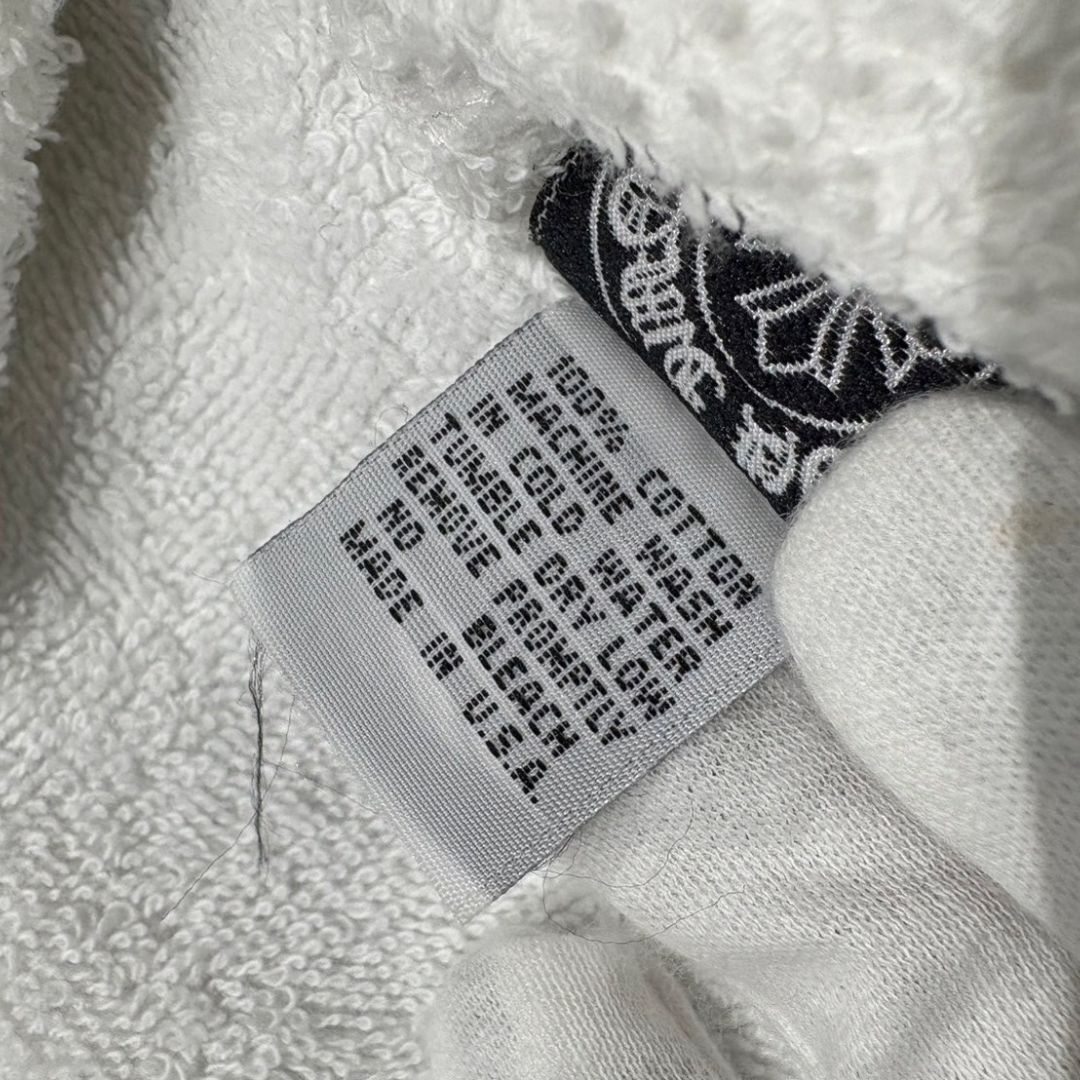 100% COTTON
MACHINE WASH
IN COLD WATER
TUMBLE DRY LOW
REMOVE PROMPTLY
NO BLEACH
MADE IN U.S.A.